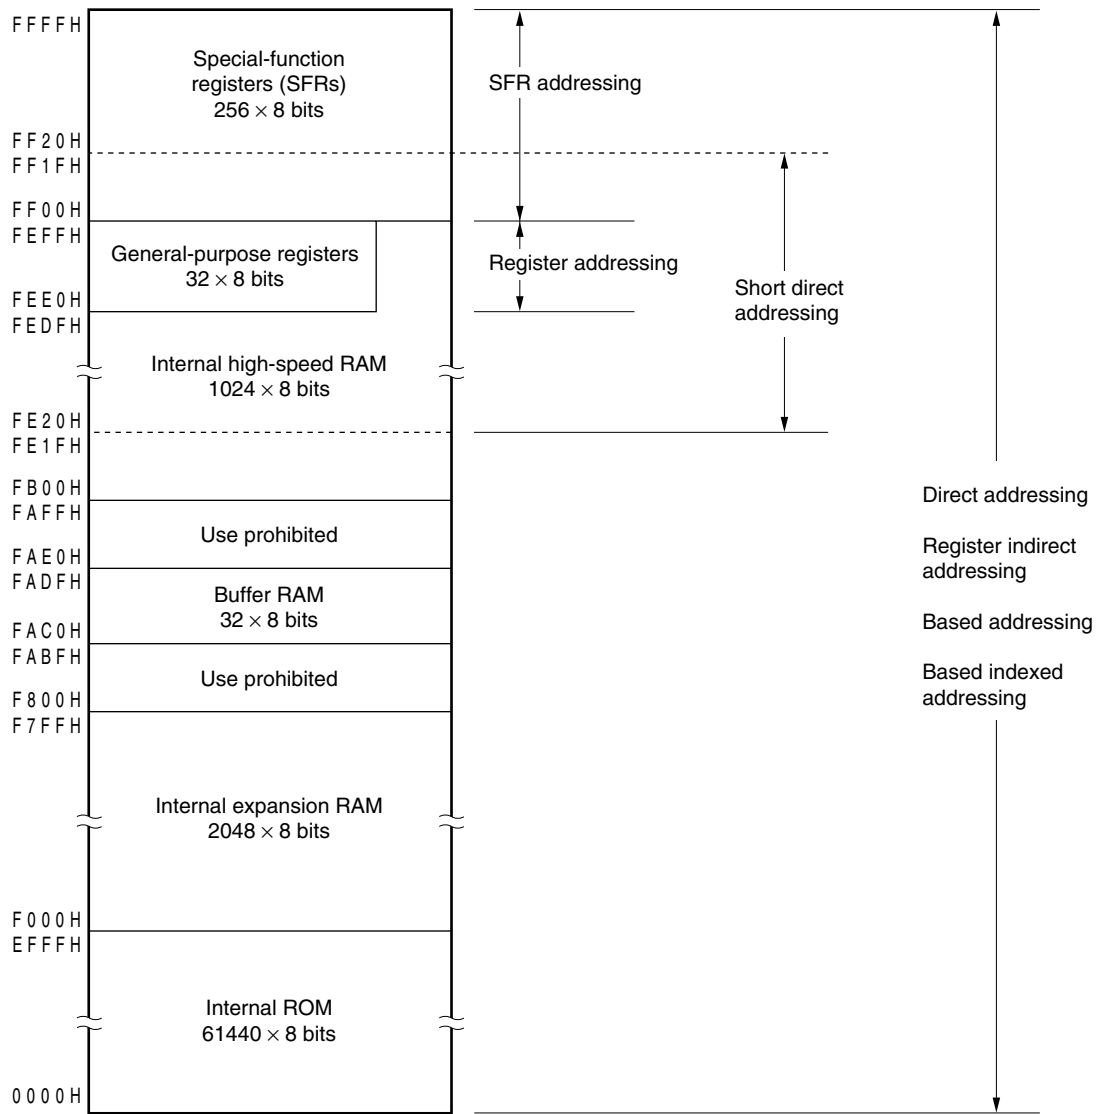 FFFFH
Special-function
registers (SFRs)
256 × 8 bits
SFR addressing
FF20H
FF1FH
FF00H
FEFFH
General-purpose registers
32 × 8 bits
Register addressing
Short direct
addressing
FEE0H
FEDFH
Internal high-speed RAM
1024 × 8 bits
FE20H
FE1FH
FB00H
FAFFH
Use prohibited
FAE0H
FADFH
Buffer RAM
32 × 8 bits
FAC0H
FABFH
Use prohibited
F800H
F7FFH
Direct addressing
Register indirect
addressing
Based addressing
Based indexed
addressing
Internal expansion RAM
2048 × 8 bits
F000H
EFFFH
Internal ROM
61440 × 8 bits
0000H